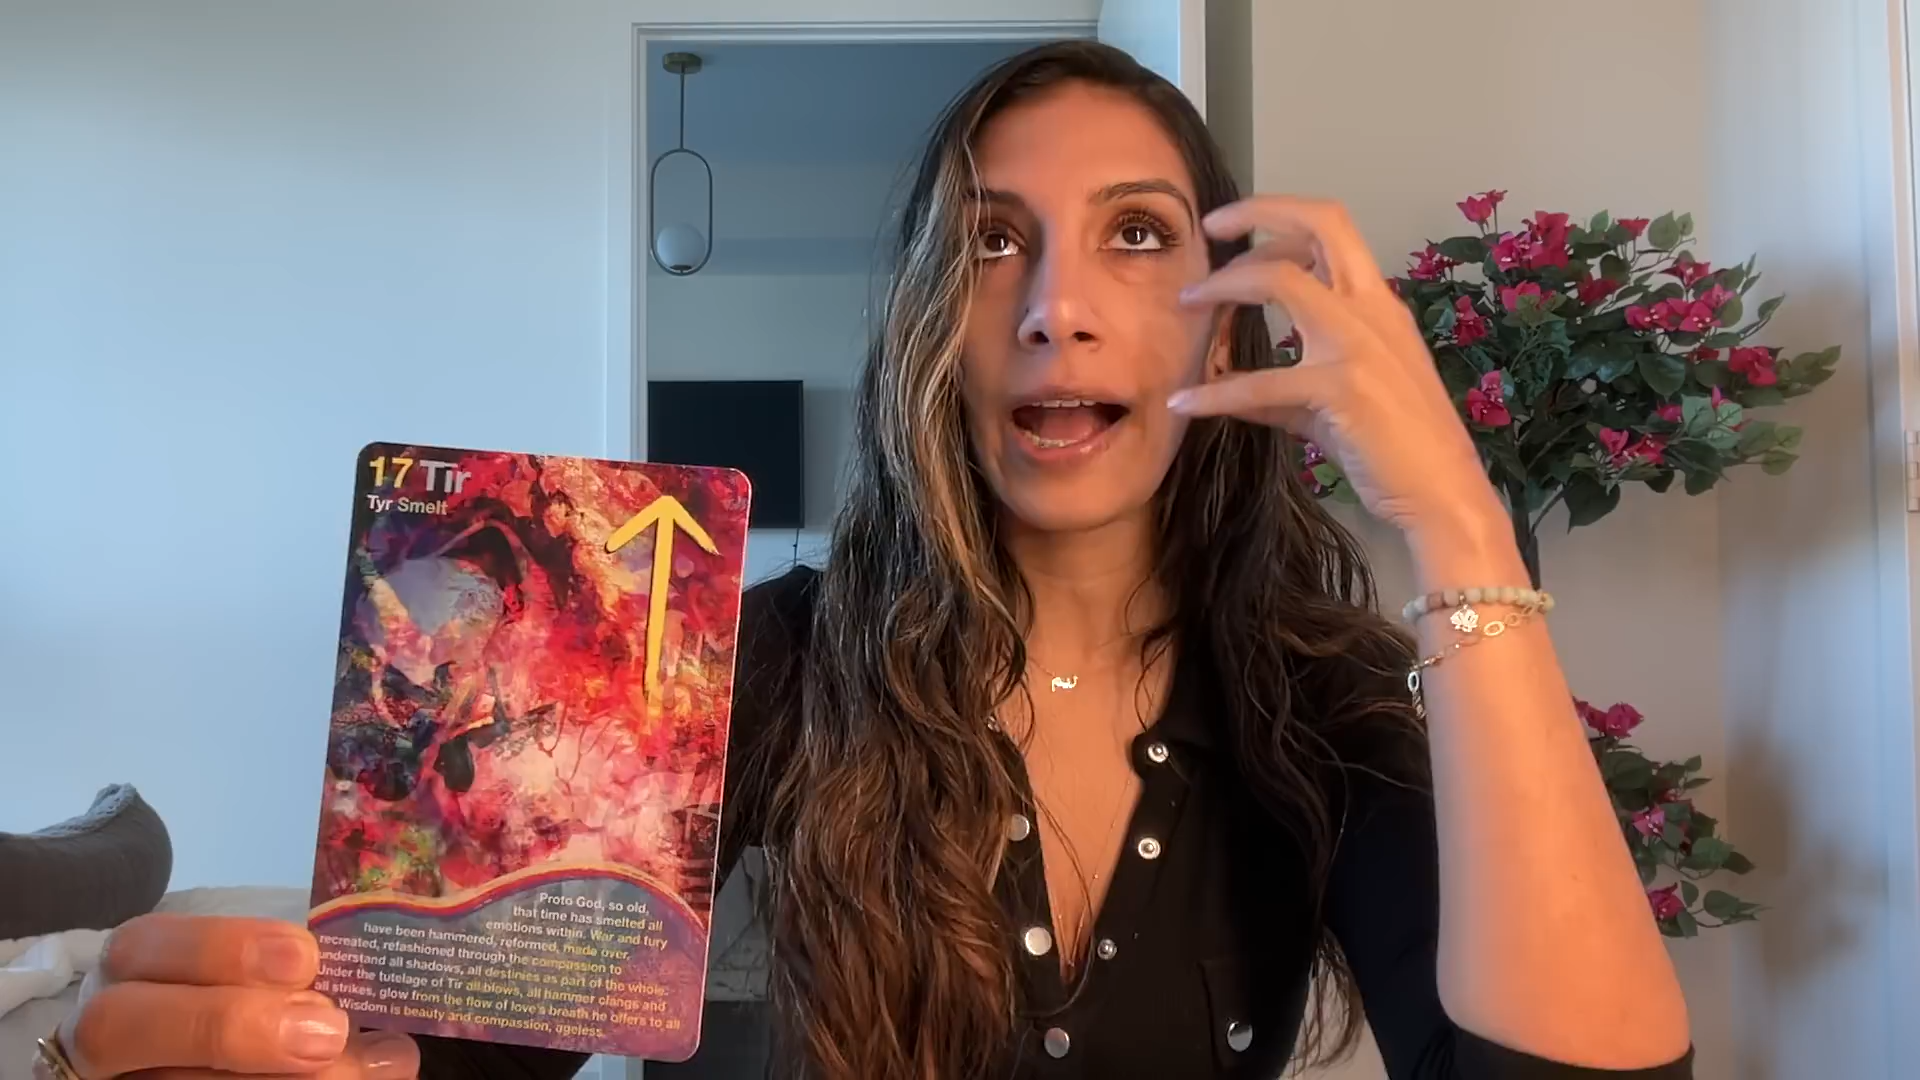 17 Tīr
Tyr Smelt
Proto God, so old,
that time has smelted all
emotions within. War and fury
have been hammered, reformed, made over,
recreated, refashioned through the compassion to
understand all shadows, all destinies as part of the whole.
Under the tutelage of Tir all blows, all hammer clangs and
all strikes, glow from the flow of love's breath he offers to all
Wisdom is beauty and compassion, ageless.
ريم